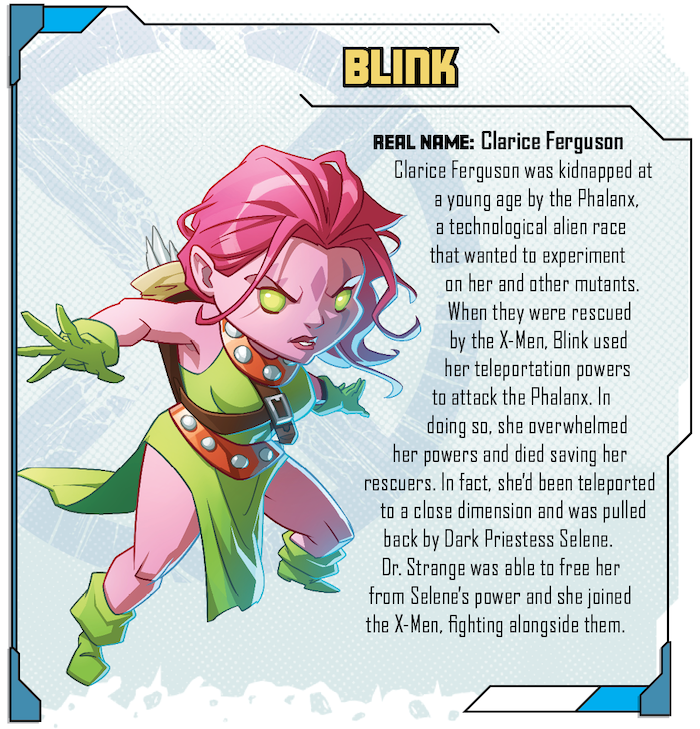 BLINK
REAL NAME: Clarice Ferguson
Clarice Ferguson was kidnapped at
a young age by the Phalanx,
a technological alien race
that wanted to experiment
on her and other mutants.
When they were rescued
by the X-Men, Blink used
her teleportation powers
to attack the Phalanx. In
doing so, she overwhelmed
her powers and died saving her
rescuers. In fact, she'd been teleported
to a close dimension and was pulled
back by Dark Priestess Selene.
Dr. Strange was able to free her
from Selene's power and she joined
the X-Men, fighting alongside them.